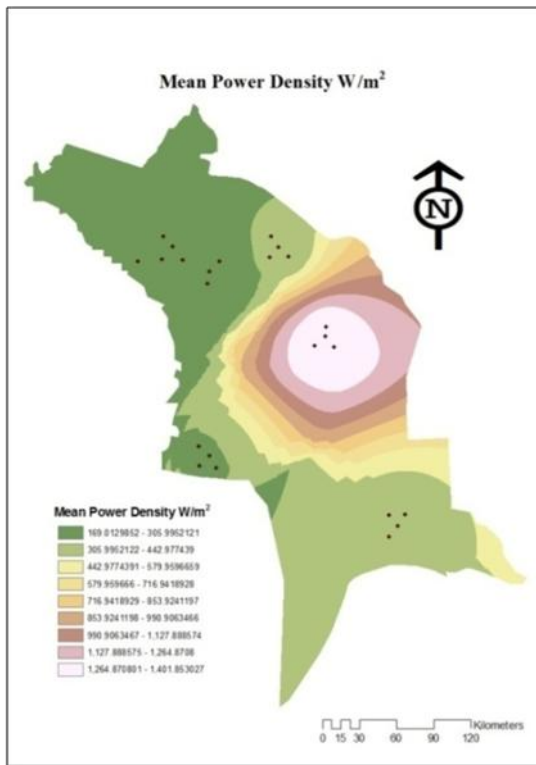 Mean Power Density W/m²
N
Mean Power Density W/m²
169.0129852 - 305.9952121
305.9952122 - 442.977439
442.9774391 - 579.9596659
579.959666 - 716.9418928
716.9418929 - 853.9241197
853.9241198 - 990.9063466
990.9063467 - 1,127.888574
1,127.888575 - 1,264.8708
1,264.870801 - 1,401.853027
Kilometers
0 15 30 60 90 120